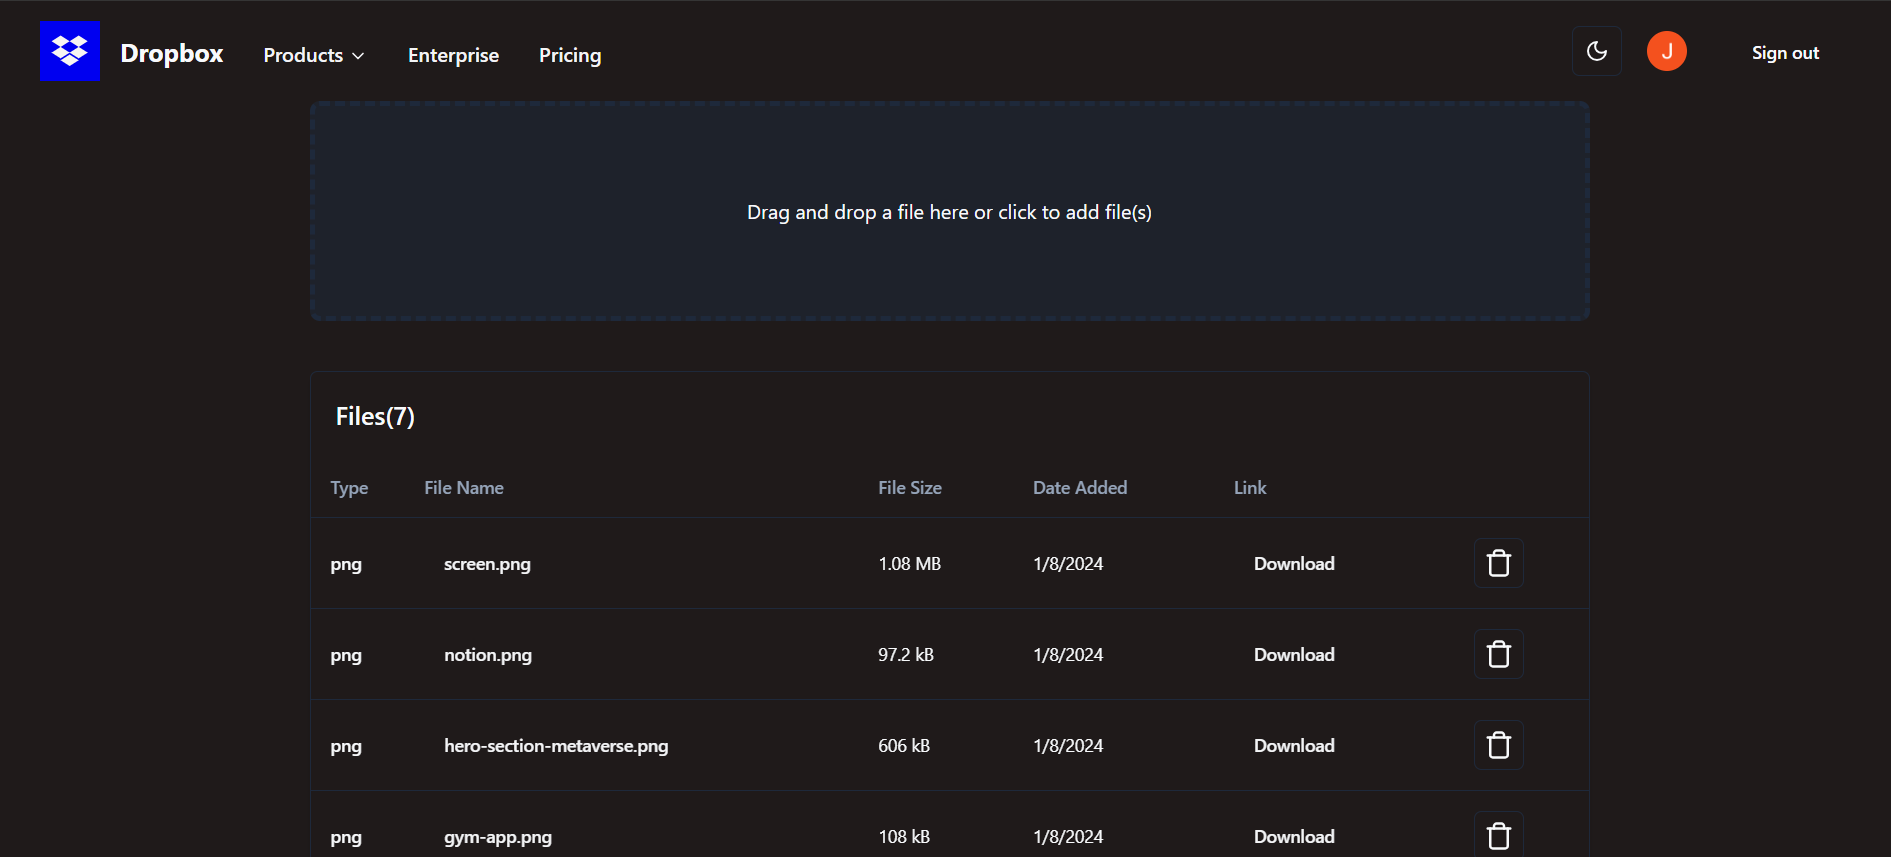 Dropbox Products Enterprise Pricing J Sign out
Drag and drop a file here or click to add file(s)
Files(7)
Type File Name File Size Date Added Link
png screen.png 1.08 MB 1/8/2024 Download
png notion.png 97.2 kB 1/8/2024 Download
png hero-section-metaverse.png 606 kB 1/8/2024 Download
png gym-app.png 108 kB 1/8/2024 Download